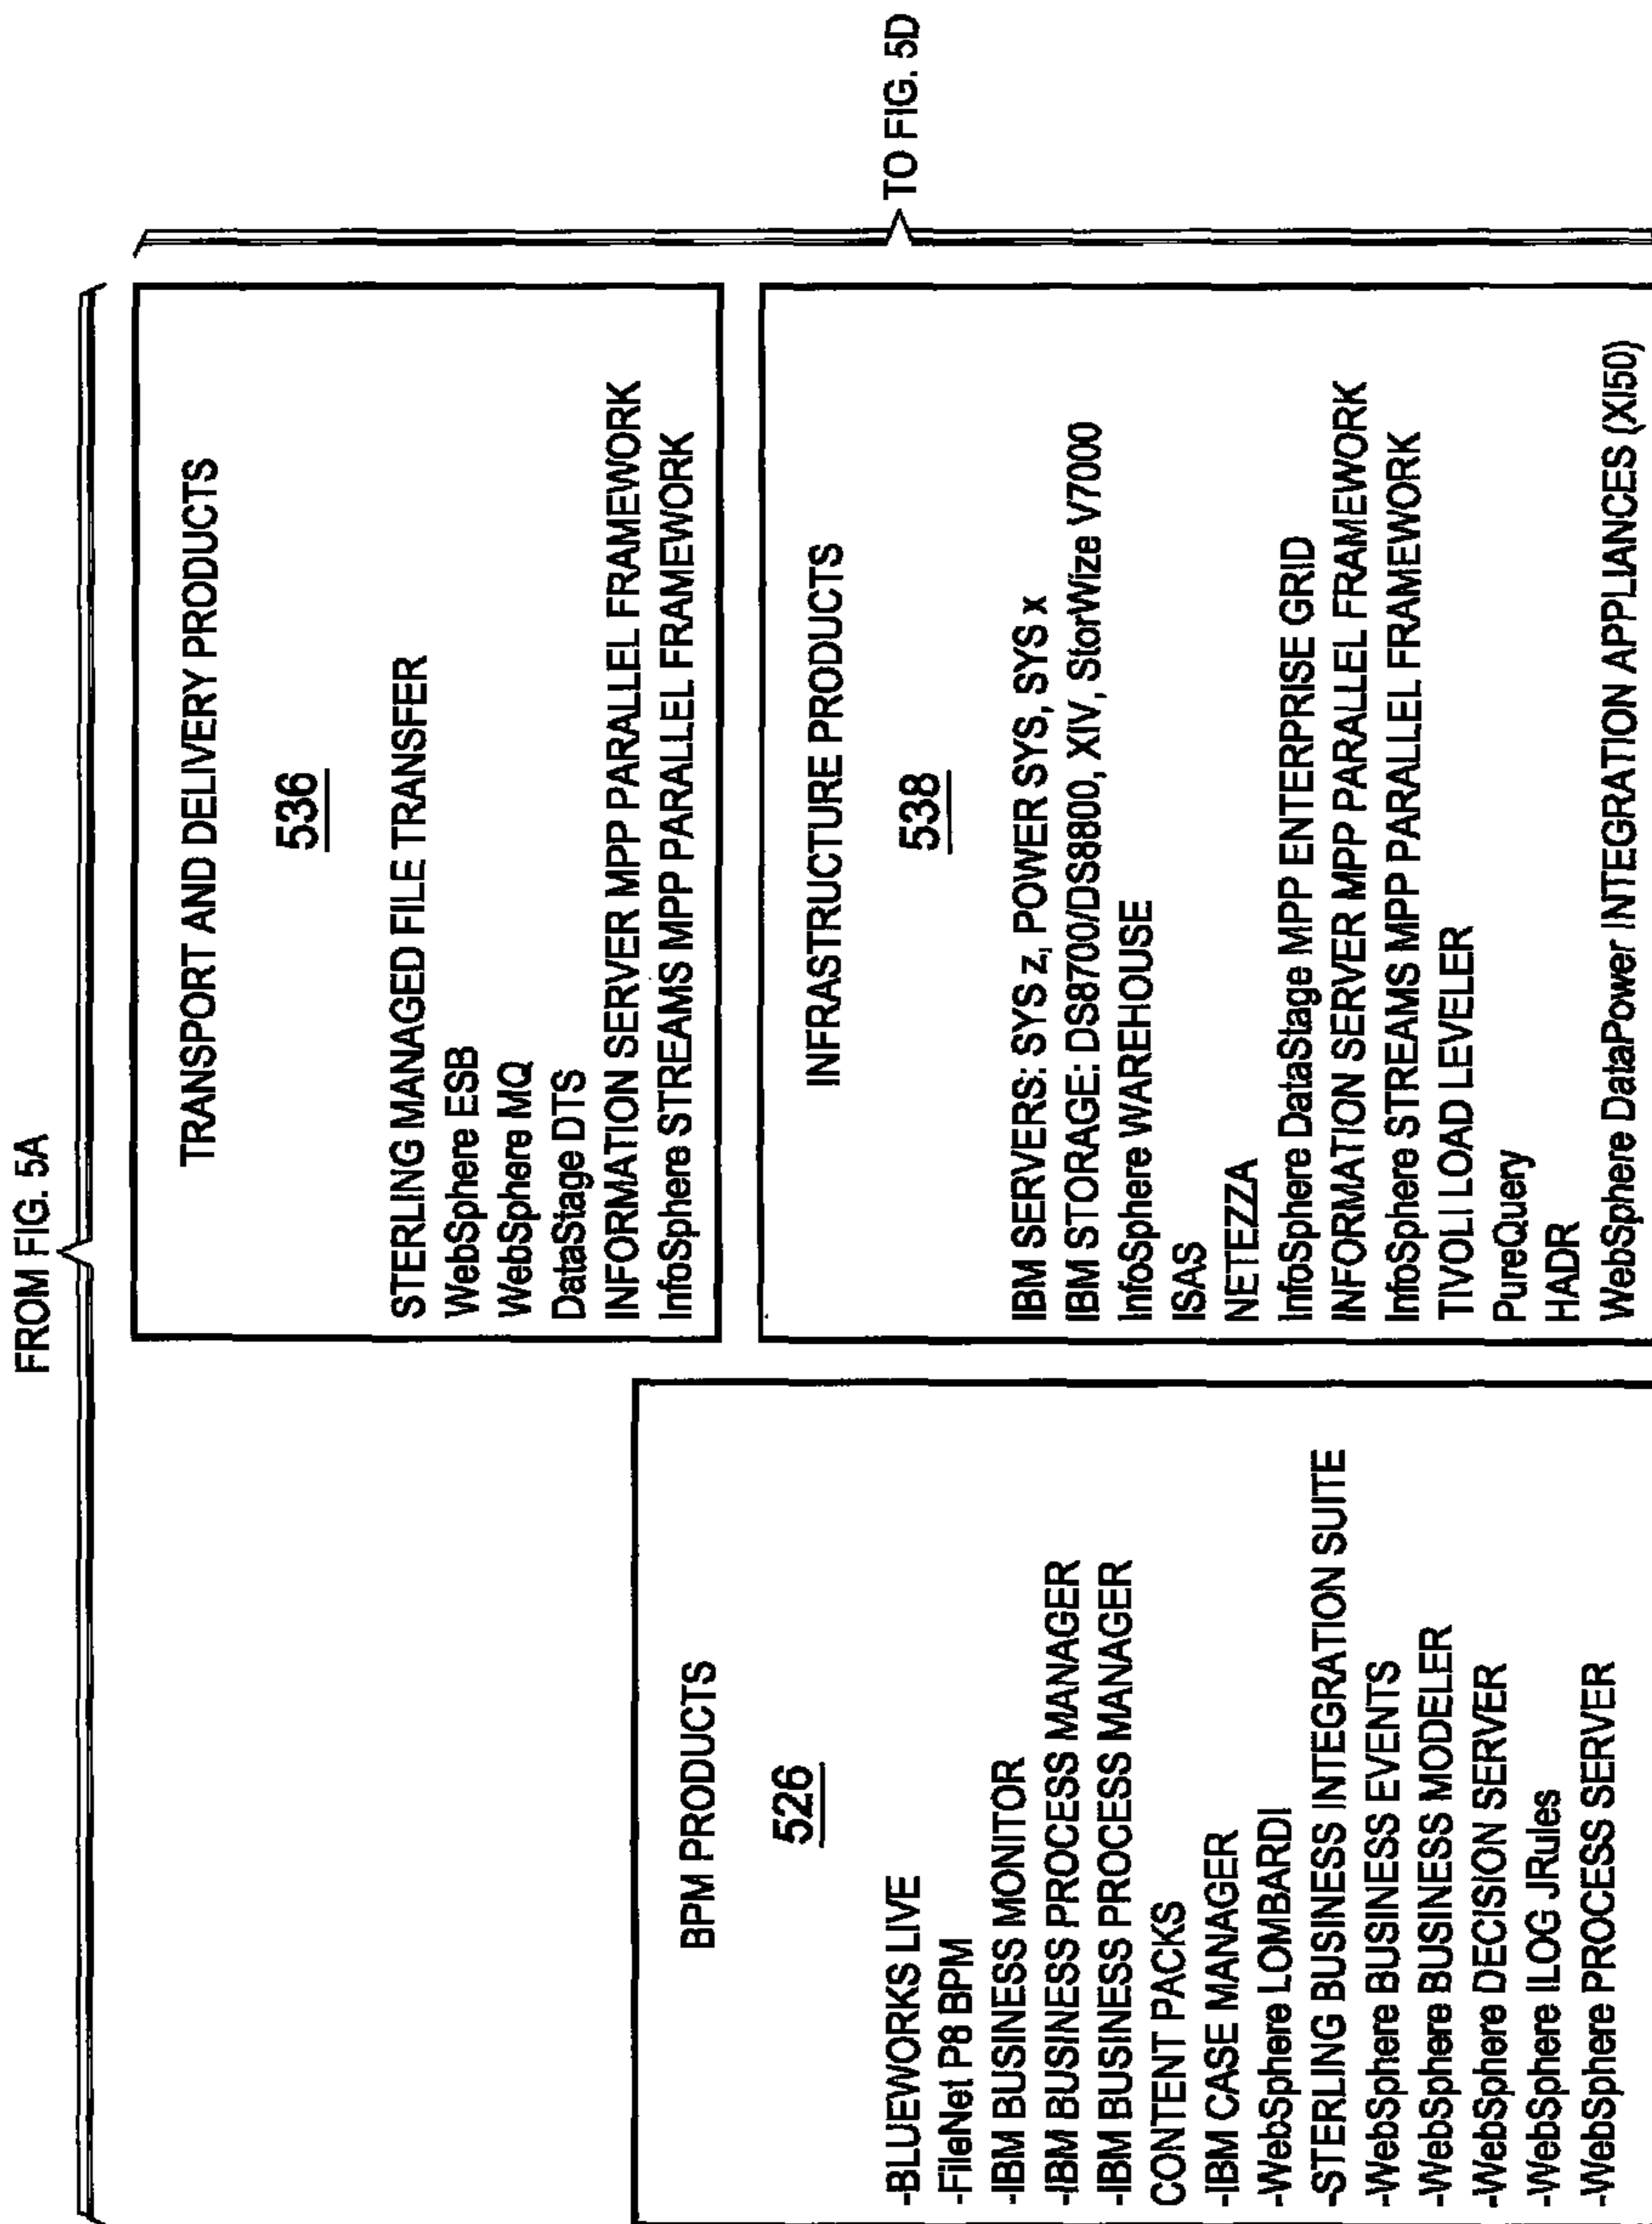 FROM FIG. 5A
TRANSPORT AND DELIVERY PRODUCTS
536
STERLING MANAGED FILE TRANSFER
WebSphere ESB
WebSphere MQ
DataStage DTS
INFORMATION SERVER MPP PARALLEL FRAMEWORK
InfoSphere STREAMS MPP PARALLEL FRAMEWORK
TO FIG. 5D
BPM PRODUCTS
526
-BLUEWORKS LIVE
-FileNet P8 BPM
-IBM BUSINESS MONITOR
-IBM BUSINESS PROCESS MANAGER
-IBM BUSINESS PROCESS MANAGER
CONTENT PACKS
-IBM CASE MANAGER
-WebSphere LOMBARDI
-STERLING BUSINESS INTEGRATION SUITE
-WebSphere BUSINESS EVENTS
-WebSphere BUSINESS MODELER
-WebSphere DECISION SERVER
-WebSphere ILOG JRules
-WebSphere PROCESS SERVER
INFRASTRUCTURE PRODUCTS
538
IBM SERVERS: SYS z, POWER SYS, SYS x
IBM STORAGE: DS8700/DS8800, XIV, StorWize V7000
InfoSphere WAREHOUSE
ISAS
NETEZZA
InfoSphere DataStage MPP ENTERPRISE GRID
INFORMATION SERVER MPP PARALLEL FRAMEWORK
InfoSphere STREAMS MPP PARALLEL FRAMEWORK
TIVOLI LOAD LEVELER
PureQuery
HADR
WebSphere DataPower INTEGRATION APPLIANCES (XI50)